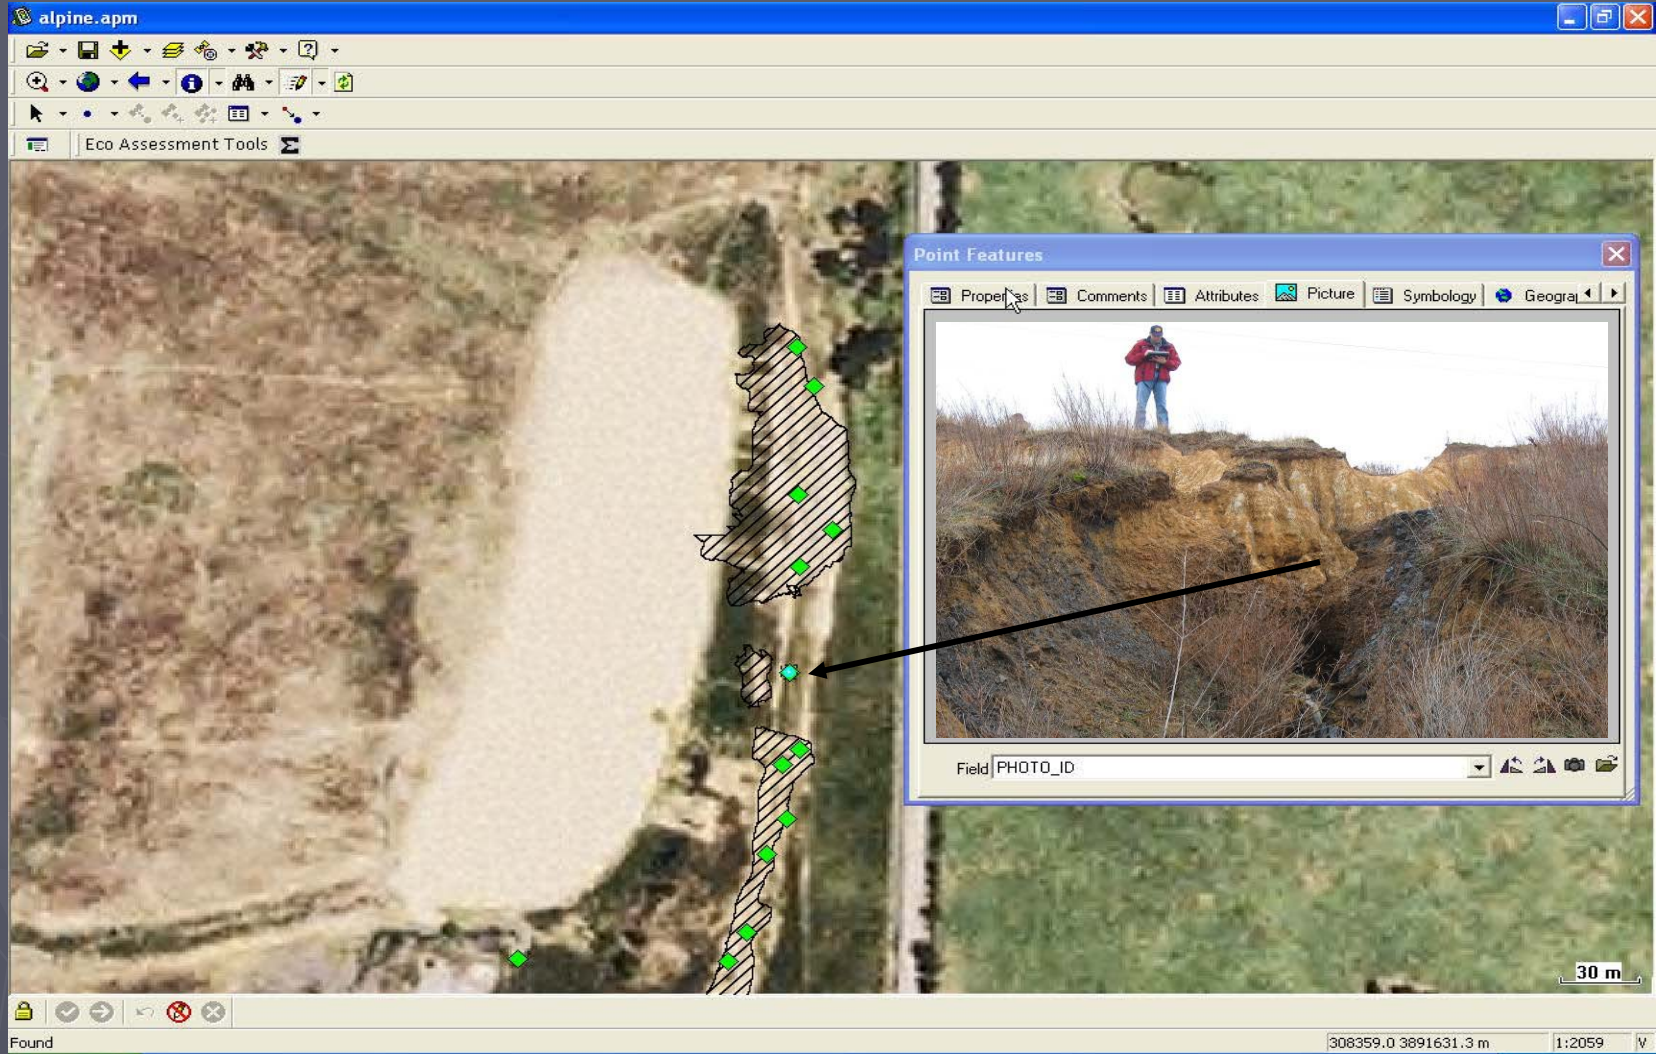 alpine.apm
Eco Assessment Tools
Point Features
Properties Comments Attributes Picture Symbology Geograp
Field PHOTO_ID
30 m
Found 308359.0 3891631.3 m 1:2059 V